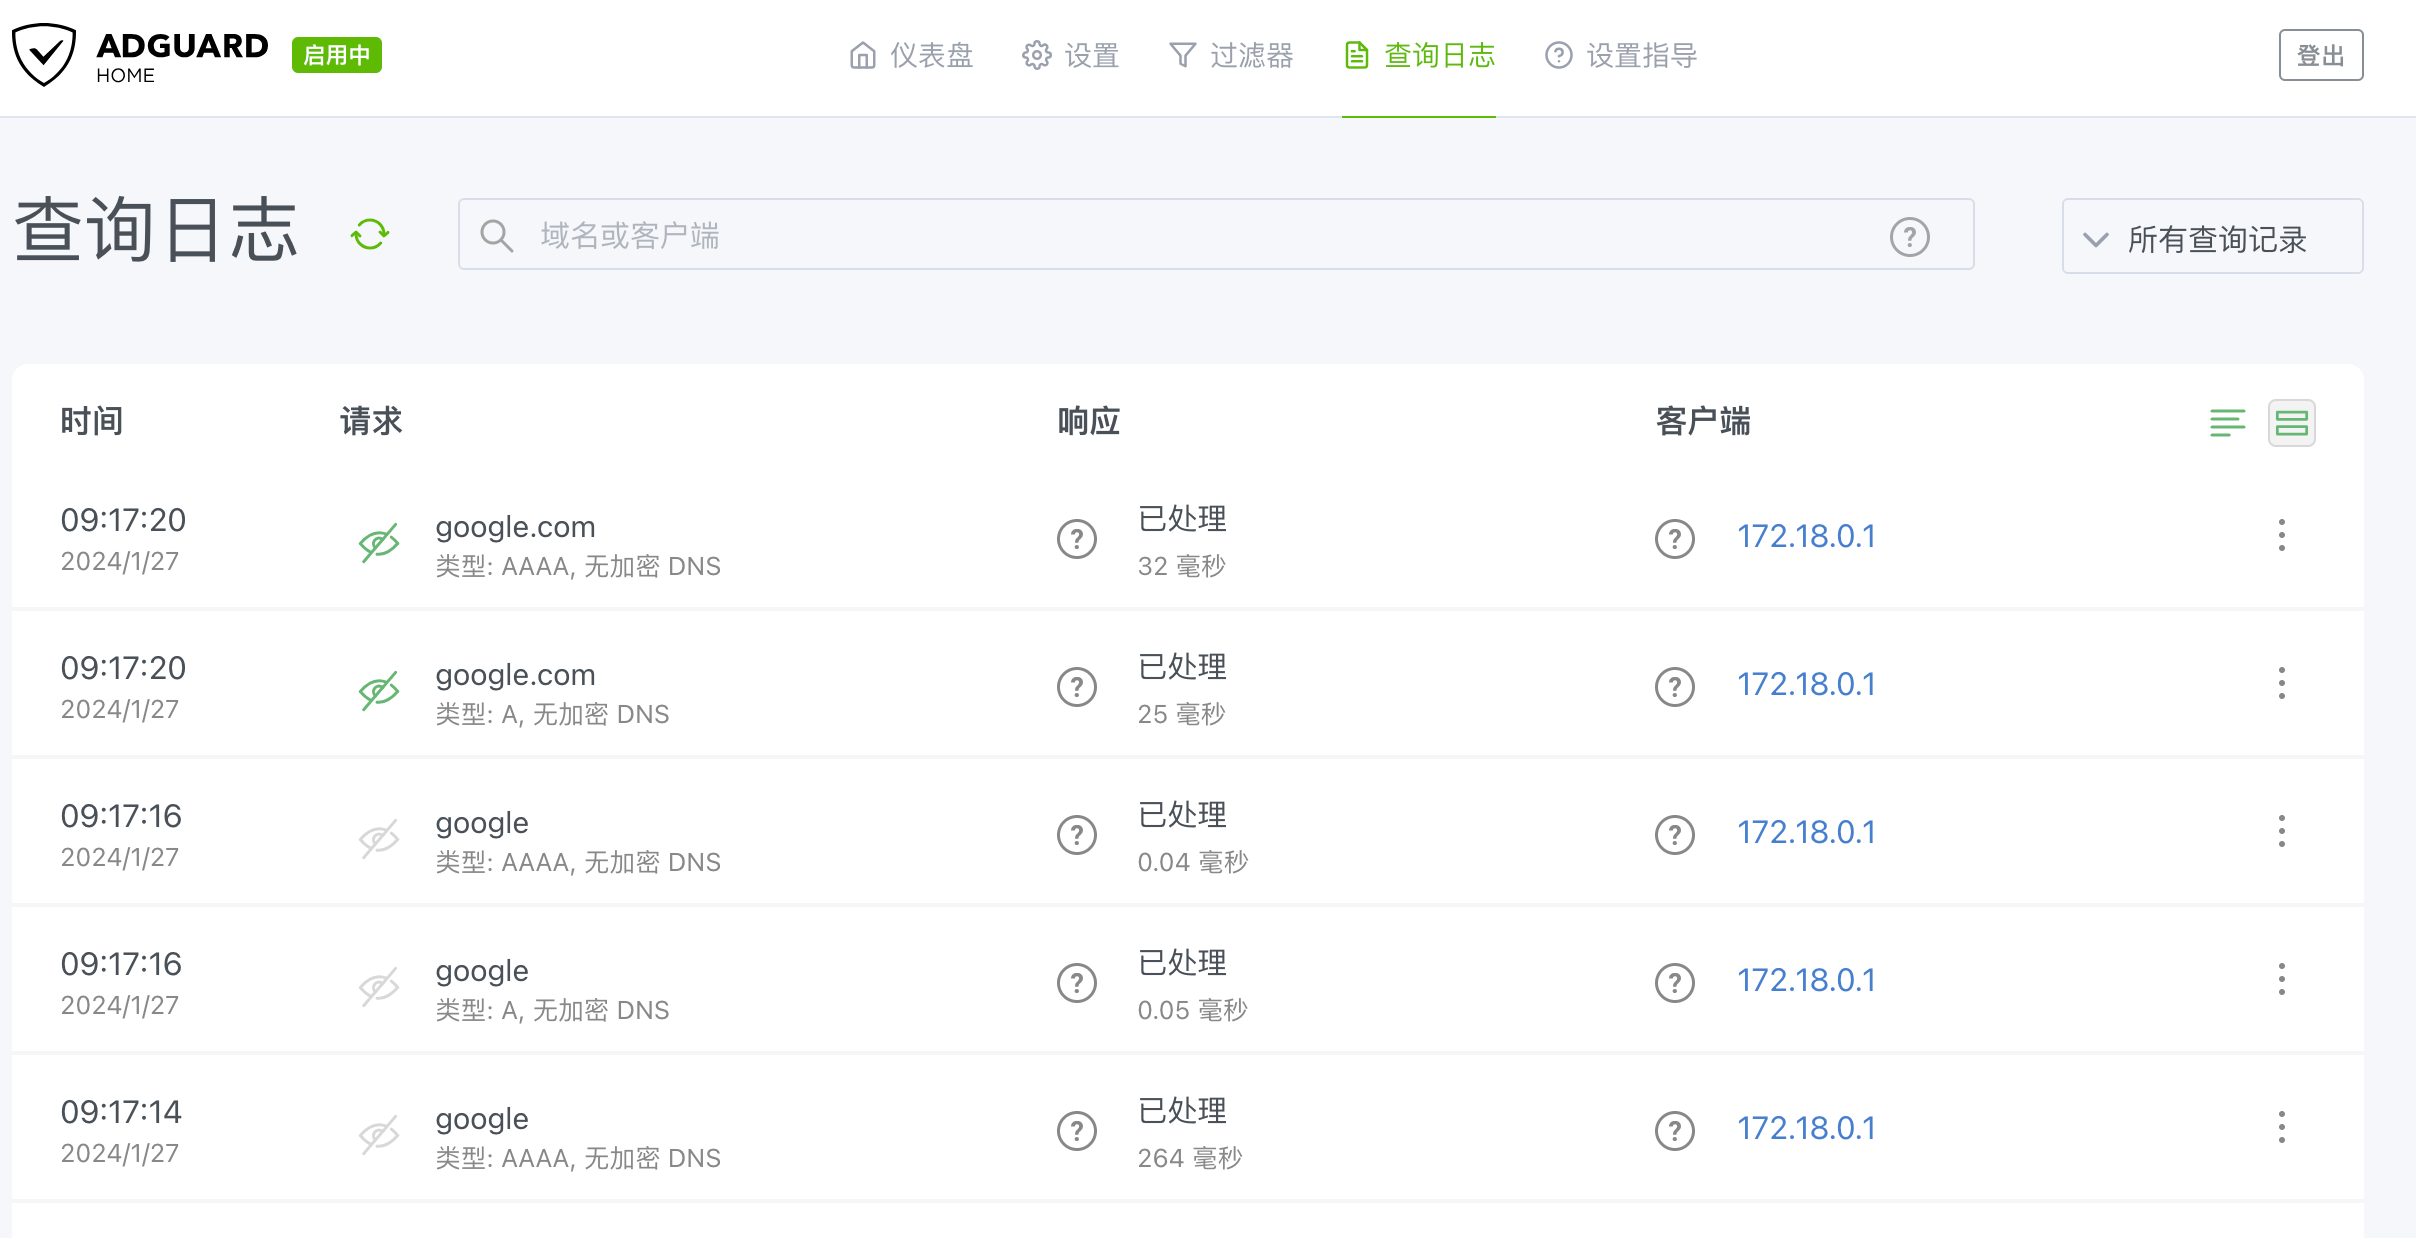 ADGUARD
HOME
启用中
仪表盘
设置
过滤器
查询日志
设置指导
登出
查询日志
域名或客户端
所有查询记录
时间 请求 响应 客户端
09:17:20
2024/1/27
google.com
类型: AAAA, 无加密 DNS
已处理
32 毫秒
172.18.0.1
09:17:20
2024/1/27
google.com
类型: A, 无加密 DNS
已处理
25 毫秒
172.18.0.1
09:17:16
2024/1/27
google
类型: AAAA, 无加密 DNS
已处理
0.04 毫秒
172.18.0.1
09:17:16
2024/1/27
google
类型: A, 无加密 DNS
已处理
0.05 毫秒
172.18.0.1
09:17:14
2024/1/27
google
类型: AAAA, 无加密 DNS
已处理
264 毫秒
172.18.0.1